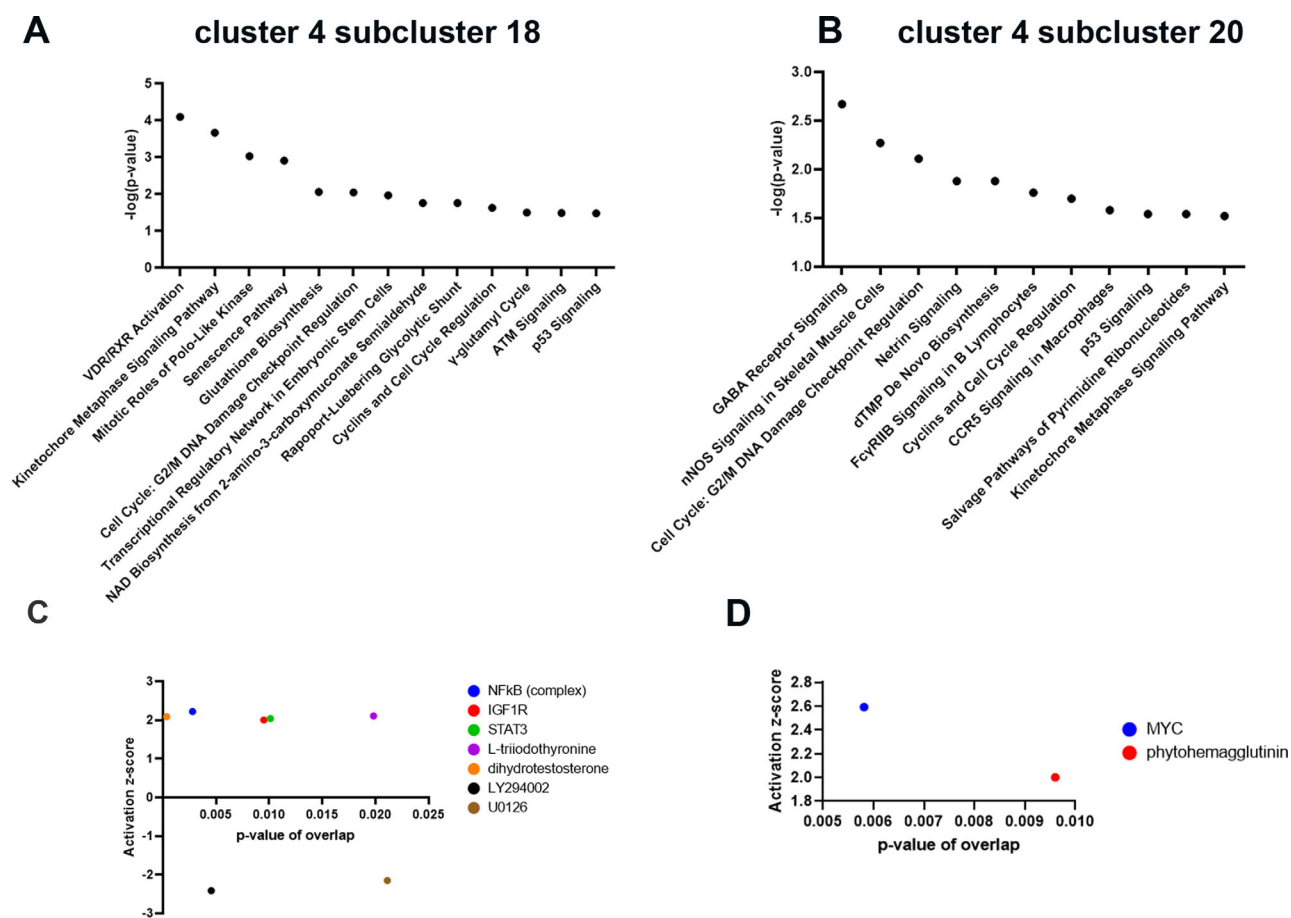 A
cluster 4 subcluster 18
-log(p-value)
5
4
3
2
1
0
VDR/RXR Activation
Kinetochore Metaphase Signaling Pathway
Mitotic Roles of Polo-Like Kinase
Senescence Pathway
Glutathione Biosynthesis
Cell Cycle: G2/M DNA Damage Checkpoint Regulation
Transcriptional Regulatory Network in Embryonic Stem Cells
NAD Biosynthesis from 2-amino-3-carboxymuconate Semialdehyde
Rapoport-Luebering Glycolytic Shunt
Cyclins and Cell Cycle Regulation
γ-glutamyl Cycle
ATM Signaling
p53 Signaling
B
cluster 4 subcluster 20
-log(p-value)
3.0
2.5
2.0
1.5
1.0
GABA Receptor Signaling
nNOS Signaling in Skeletal Muscle Cells
Cell Cycle: G2/M DNA Damage Checkpoint Regulation
Netrin Signaling
dTMP De Novo Biosynthesis
FcγRIIB Signaling in B Lymphocytes
Cyclins and Cell Cycle Regulation
CCR5 Signaling in Macrophages
p53 Signaling
Salvage Pathways of Pyrimidine Ribonucleotides
Kinetochore Metaphase Signaling Pathway
C
Activation z-score
3
2
1
0
-1
-2
-3
0.005 0.010 0.015 0.020 0.025
p-value of overlap
NFkB (complex)
IGF1R
STAT3
L-triiodothyronine
dihydrotestosterone
LY294002
U0126
D
Activation z-score
2.8
2.6
2.4
2.2
2.0
1.8
0.005 0.006 0.007 0.008 0.009 0.010
p-value of overlap
MYC
phytohemagglutinin